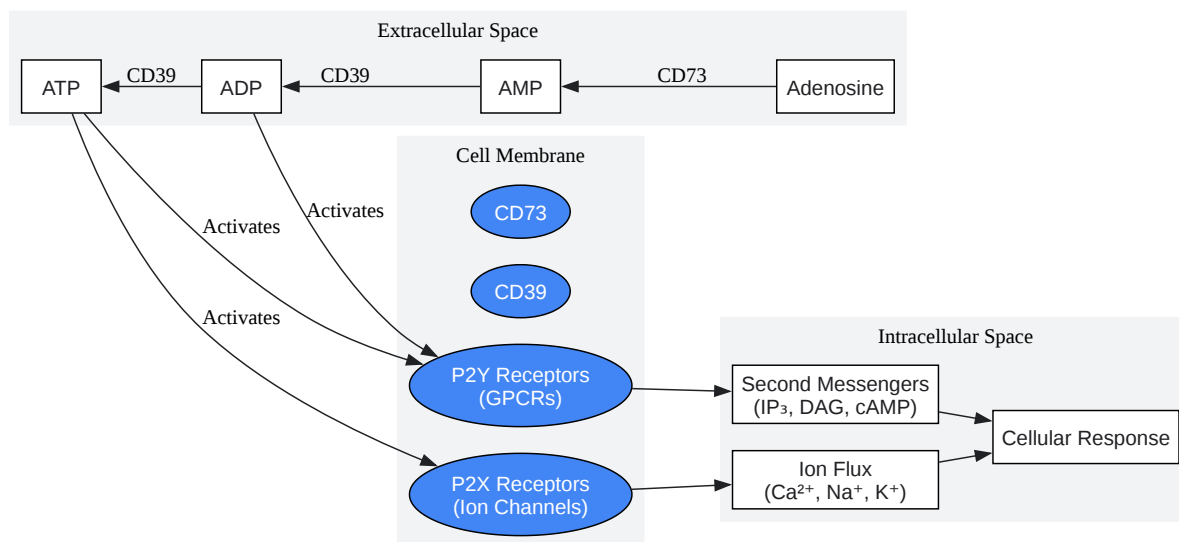 Extracellular Space
ATP
CD39
ADP
CD39
AMP
CD73
Adenosine
Cell Membrane
CD73
Activates
Activates
CD39
Activates
P2Y Receptors
(GPCRs)
P2X Receptors
(Ion Channels)
Intracellular Space
Second Messengers
(IP₃, DAG, cAMP)
Ion Flux
(Ca²⁺, Na⁺, K⁺)
Cellular Response